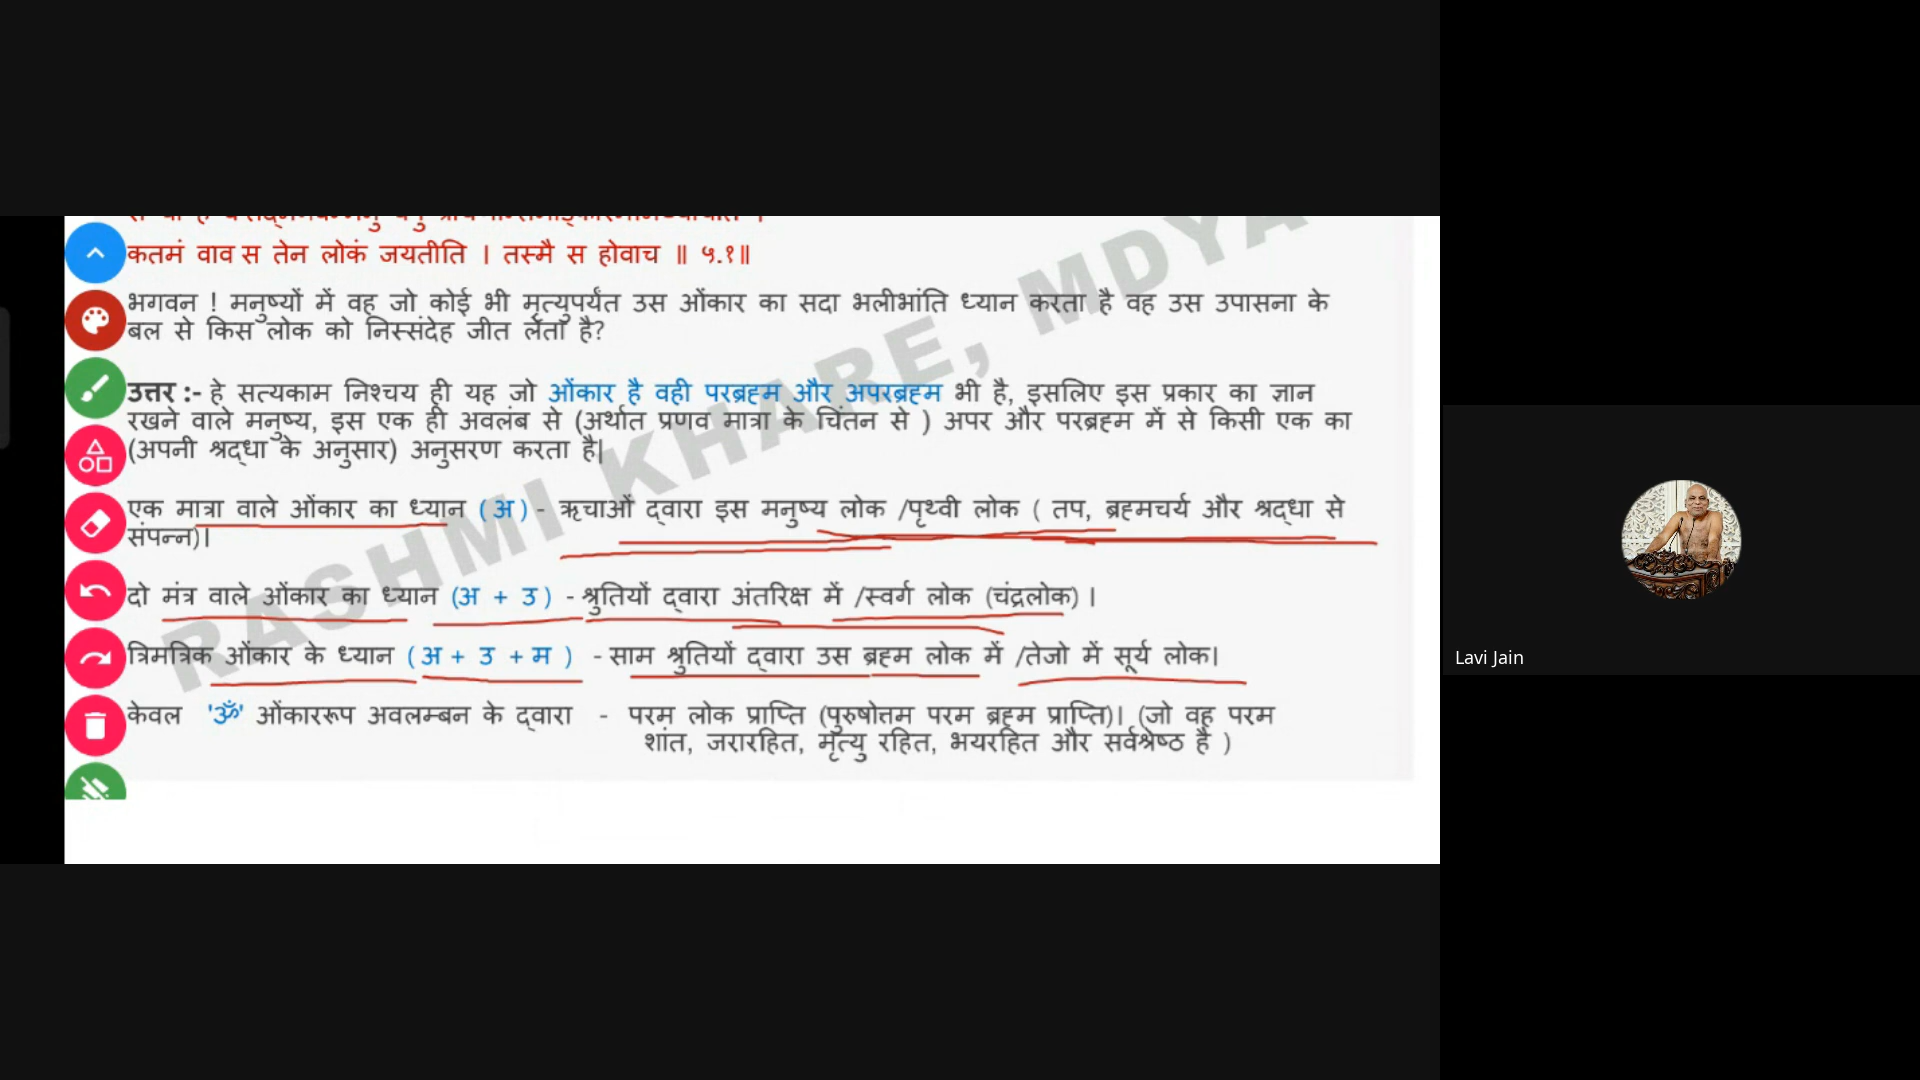 कतमं वाव स तेन लोकं जयतीति । तस्मै स होवाच ॥ ५.१॥
भगवन ! मनुष्यों में वह जो कोई भी मृत्युपर्यंत उस ओंकार का सदा भलीभांति ध्यान करता है वह उस उपासना के
बल से किस लोक को निस्संदेह जीत लेता है?
उत्तर :- हे सत्यकाम निश्चय ही यह जो ओंकार है वही परब्रह्म और अपरब्रह्म भी है, इसलिए इस प्रकार का ज्ञान
रखने वाले मनुष्य, इस एक ही अवलंब से (अर्थात प्रणव मात्रा के चिंतन से ) अपर और परब्रह्म में से किसी एक का
(अपनी श्रद्धा के अनुसार) अनुसरण करता है|
एक मात्रा वाले ओंकार का ध्यान ( अ ) - ऋचाओं द्वारा इस मनुष्य लोक /पृथ्वी लोक ( तप, ब्रह्मचर्य और श्रद्धा से
संपन्न)।
दो मंत्र वाले ओंकार का ध्यान (अ + उ ) - श्रुतियों द्वारा अंतरिक्ष में /स्वर्ग लोक (चंद्रलोक) ।
त्रिमत्रिक ओंकार के ध्यान ( अ + उ + म ) - साम श्रुतियों द्वारा उस ब्रह्म लोक में /तेजो में सूर्य लोक।
केवल 'ॐ' ओंकाररूप अवलम्बन के द्वारा - परम लोक प्राप्ति (पुरुषोत्तम परम ब्रह्म प्राप्ति)। (जो वह परम
शांत, जरारहित, मृत्यु रहित, भयरहित और सर्वश्रेष्ठ है )
RASHMI KHARE, MDYA
Lavi Jain